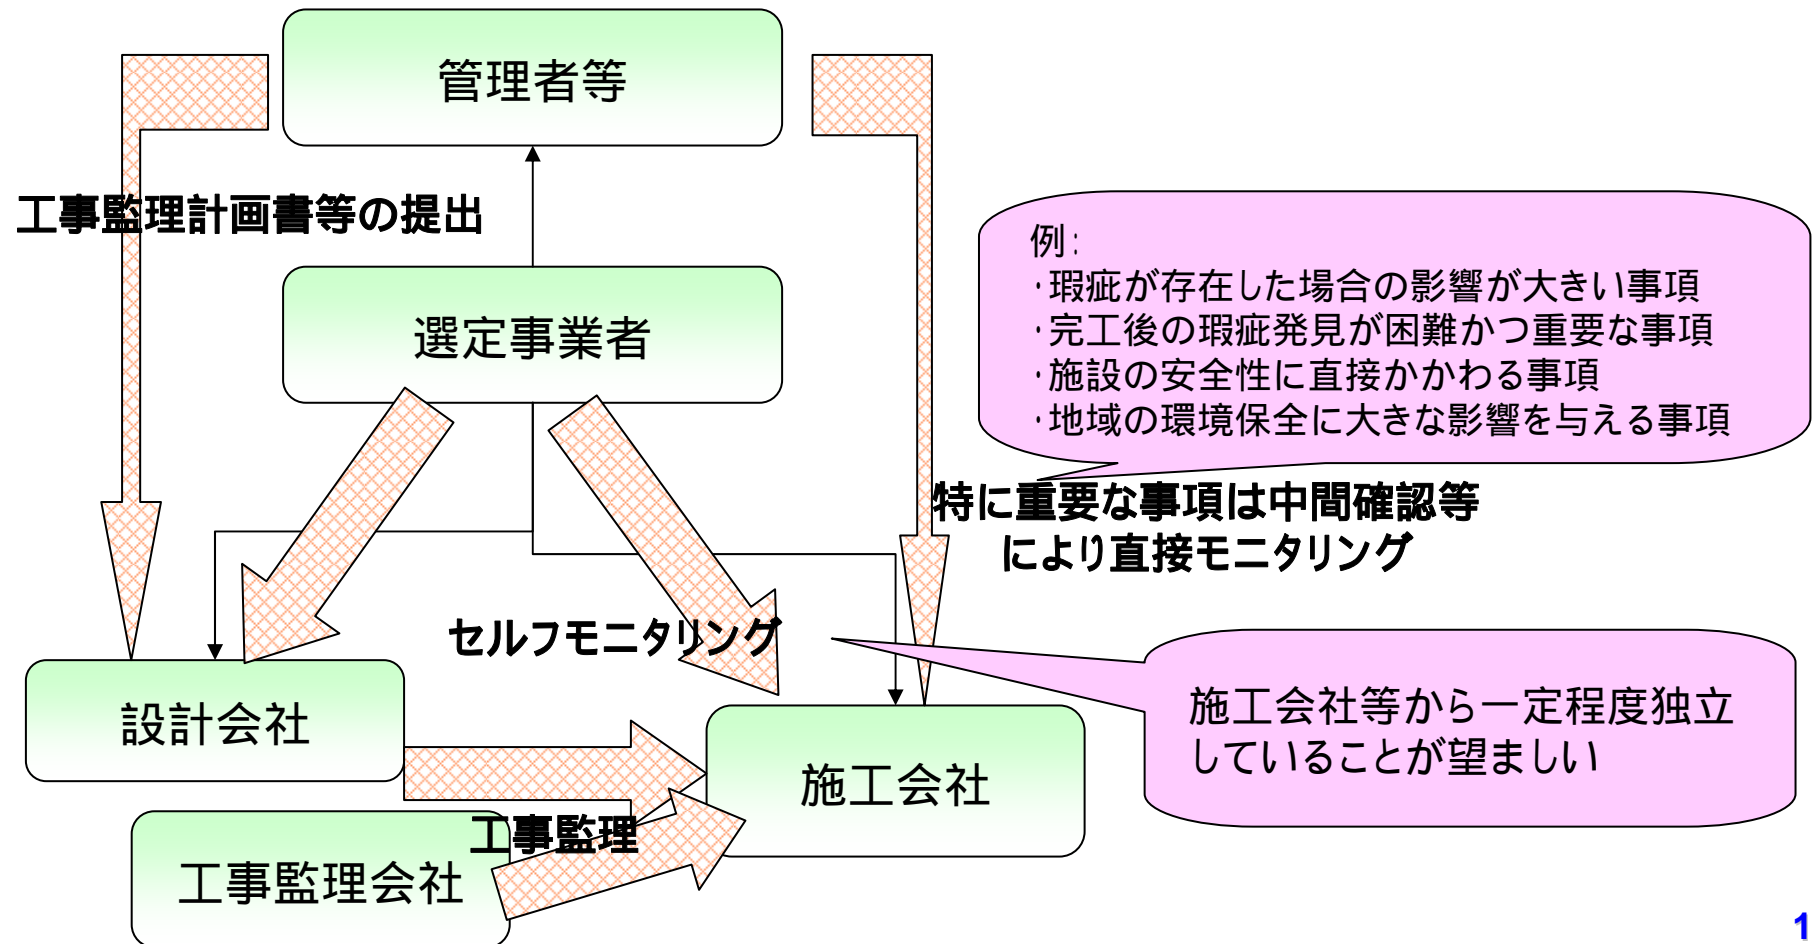 管理者等
工事監理計画書等の提出
選定事業者
例:
・瑕疵が存在した場合の影響が大きい事項
・完工後の瑕疵発見が困難かつ重要な事項
・施設の安全性に直接かかわる事項
・地域の環境保全に大きな影響を与える事項
特に重要な事項は中間確認等
により直接モニタリング
セルフモニタリング
設計会社
施工会社等から一定程度独立
していることが望ましい
施工会社
工事監理
工事監理会社
1